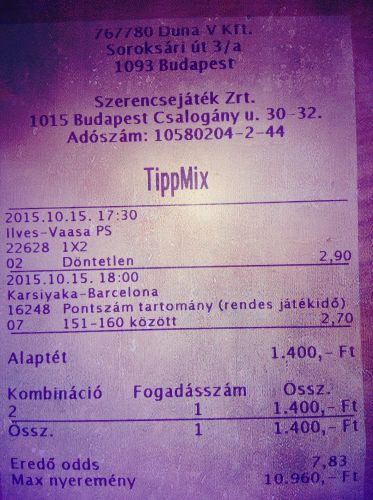 767780 Duna-V Kft.
Soroksári út 3/a
1093 Budapest
Szerencsejáték Zrt.
1015 Budapest Csalogány u. 30-32.
Adószám: 10580204-2-44
TippMix
2015.10.15. 17:30
Ilves-Vaasa PS
22628 1X2
02 Döntetlen 2,90
2015.10.15. 18:00
Karsiyaka-Barcelona
16248 Pontszám tartomány (rendes játékidő)
07 151-160 között 2,70
Alaptét 1.400,- Ft
Kombináció Fogadásszám Össz.
2 1 1.400,- Ft
Össz. 1 1.400,- Ft
Eredő odds 7,83
Max nyeremény 10.960,- Ft